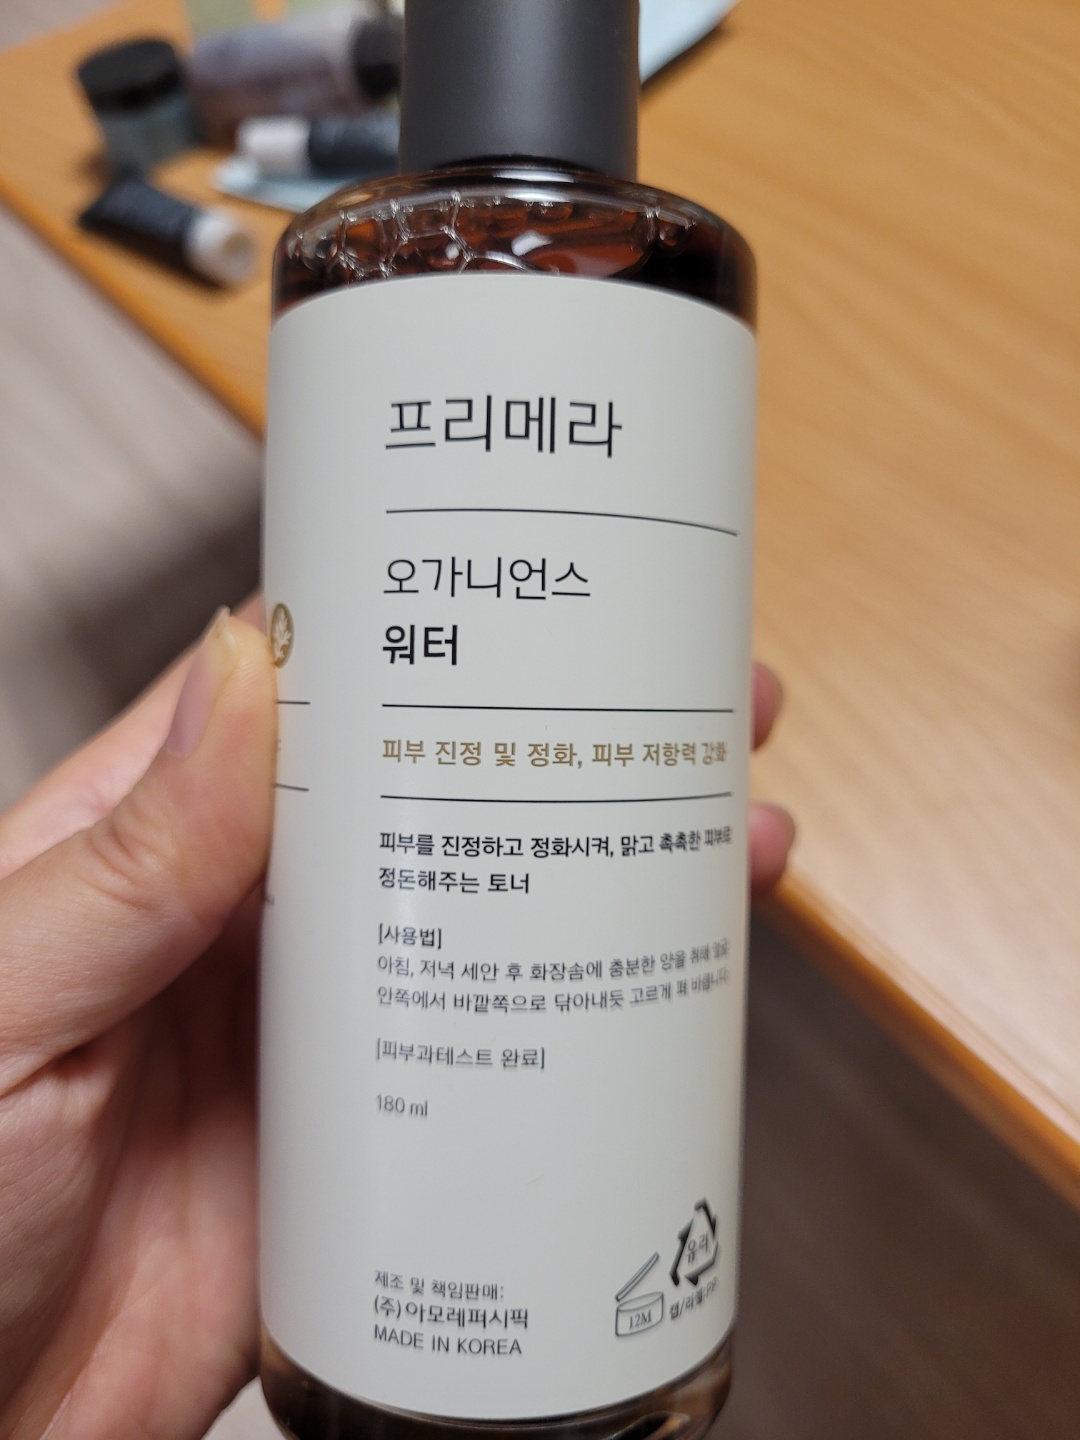 프리메라
오가니언스
워터
피부 진정 및 정화, 피부 저항력 강화
피부를 진정하고 정화시켜, 맑고 촉촉한 피부로
정돈해주는 토너
[사용법]
아침, 저녁 세안 후 화장솜에 충분한 양을 취해 얼굴
안쪽에서 바깥쪽으로 닦아내듯 고르게 펴 바릅니다.
[피부과테스트 완료]
180 ml
유리
12M 캡/라벨:PP
제조 및 책임판매:
(주)아모레퍼시픽
MADE IN KOREA